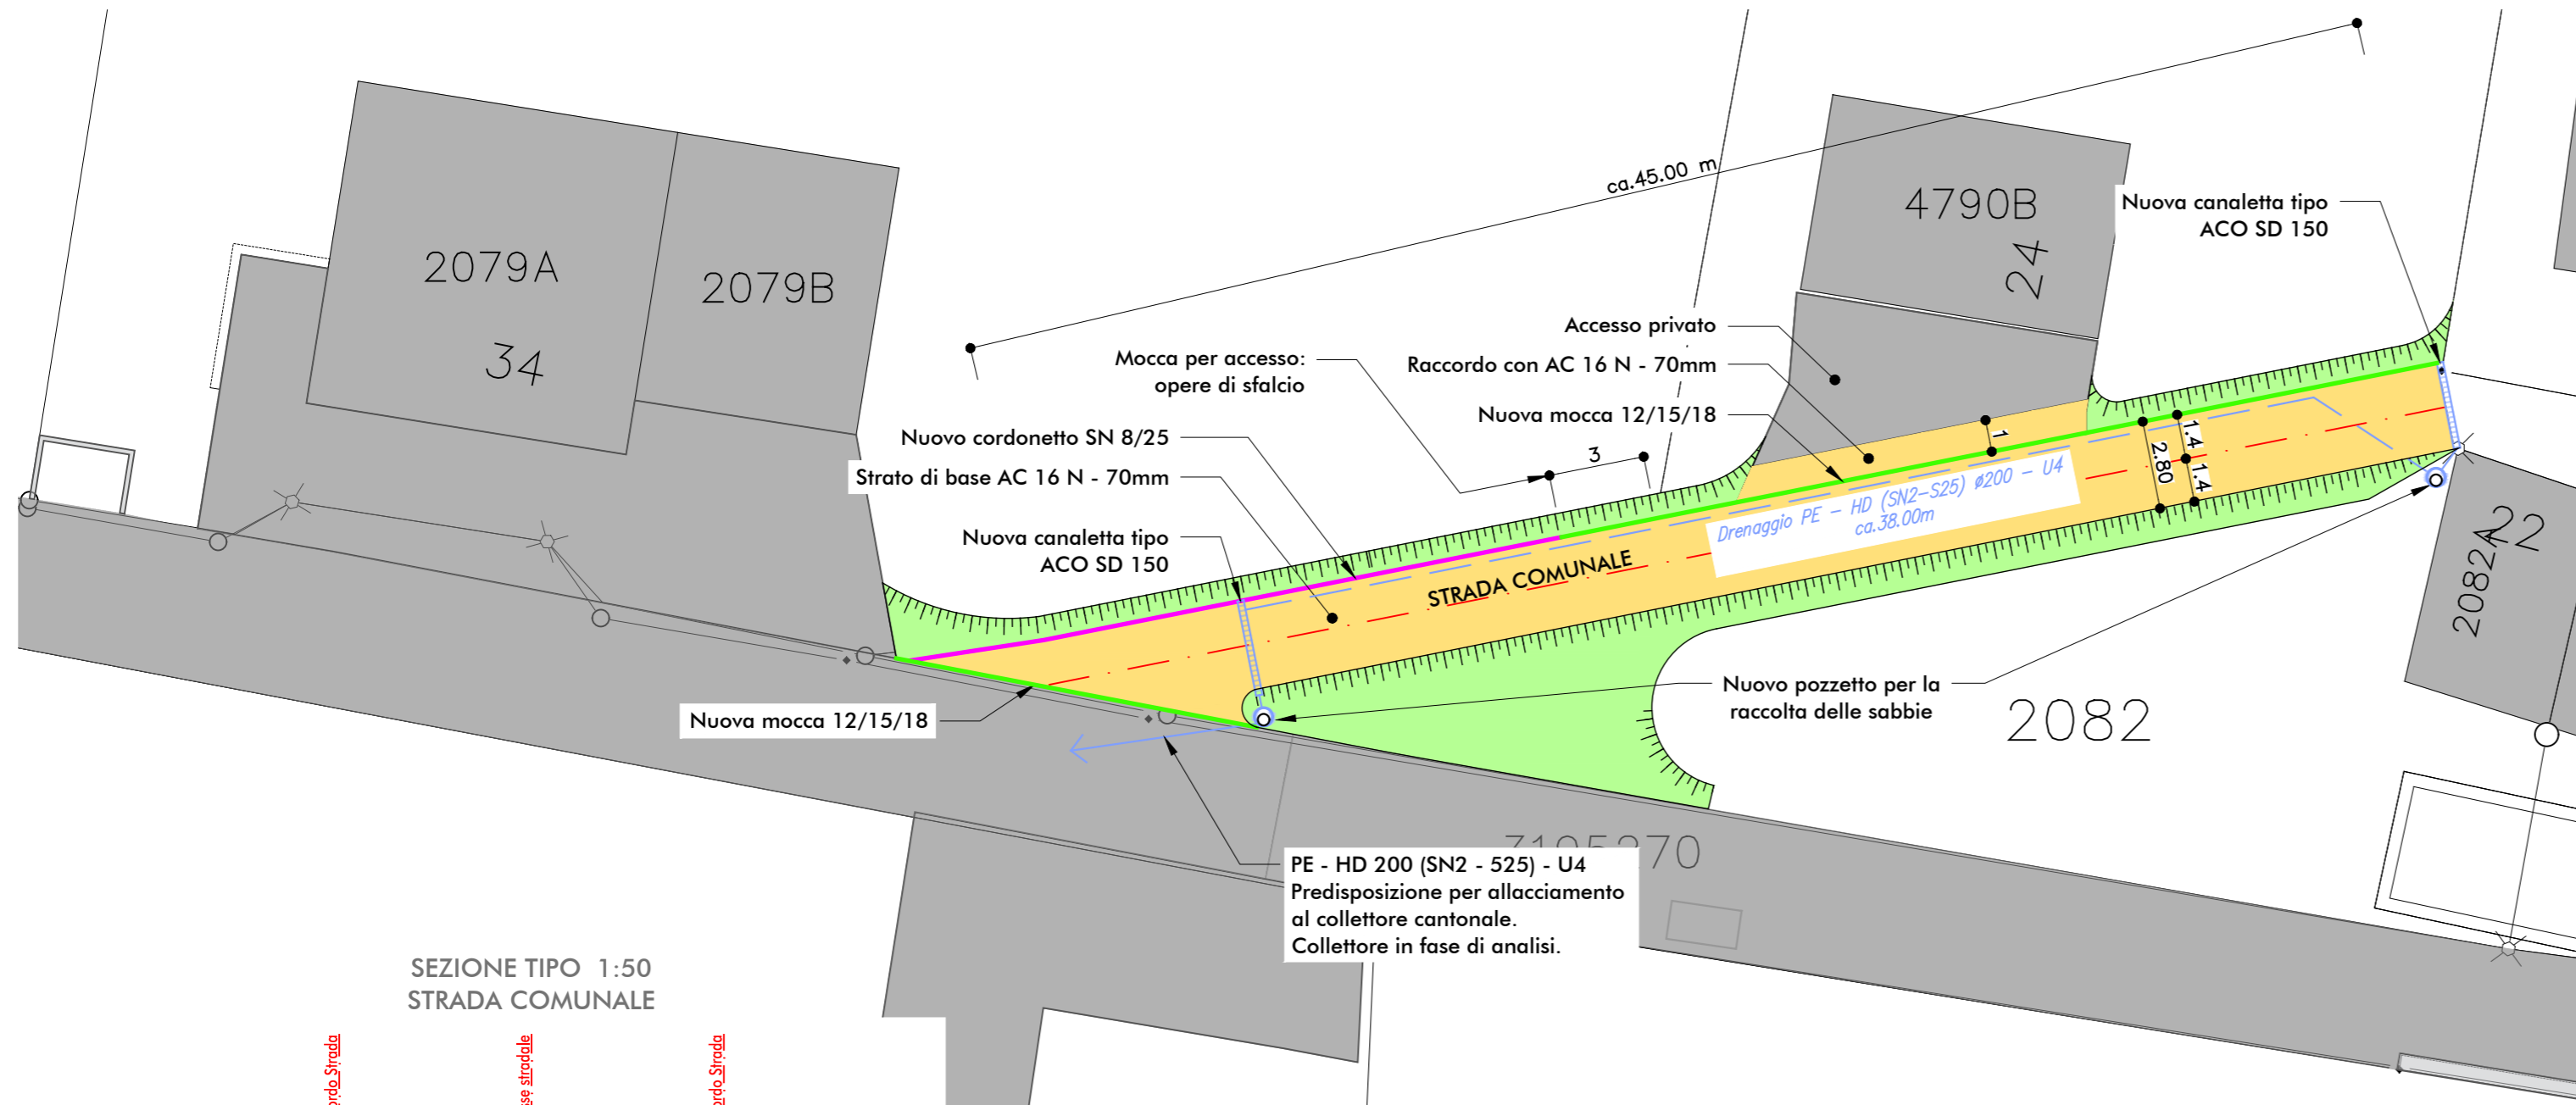 ca.45.00 m
4790B
24
Nuova canaletta tipo
ACO SD 150
2079A
2079B
34
Accesso privato
Mocca per accesso:
opere di sfalcio
Raccordo con AC 16 N - 70mm
Nuova mocca 12/15/18
Nuovo cordonetto SN 8/25
3
1
1.4
2.80
1.4
Strato di base AC 16 N - 70mm
Drenaggio PE - HD (SN2-S25) ø200 - U4
ca.38.00m
Nuova canaletta tipo
ACO SD 150
STRADA COMUNALE
22
2082A
Nuova mocca 12/15/18
Nuovo pozzetto per la
raccolta delle sabbie
2082
PE - HD 200 (SN2 - 525) - U4
Predisposizione per allacciamento
al collettore cantonale.
Collettore in fase di analisi.
SEZIONE TIPO 1:50
STRADA COMUNALE
Strada
stradale
Strada